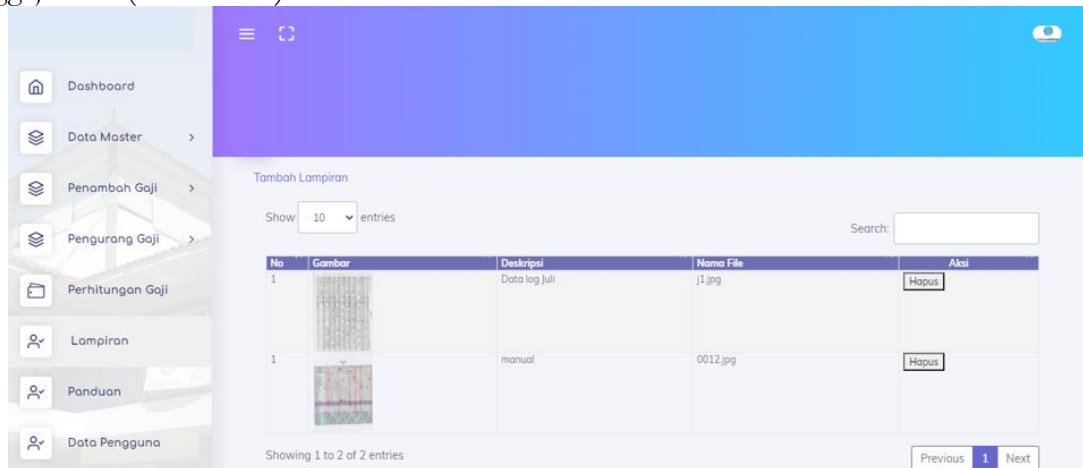 Dashboard
Data Master
Penambah Gaji
Pengurang Gaji
Perhitungan Gaji
Lampiran
Panduan
Data Pengguna
Tambah Lampiran
Show 10 entries
Search:
No Gambar Deskripsi Nama File Aksi
1 Data log Juli j1.jpg Hapus
1 manual 0012.jpg Hapus
Showing 1 to 2 of 2 entries
Previous 1 Next